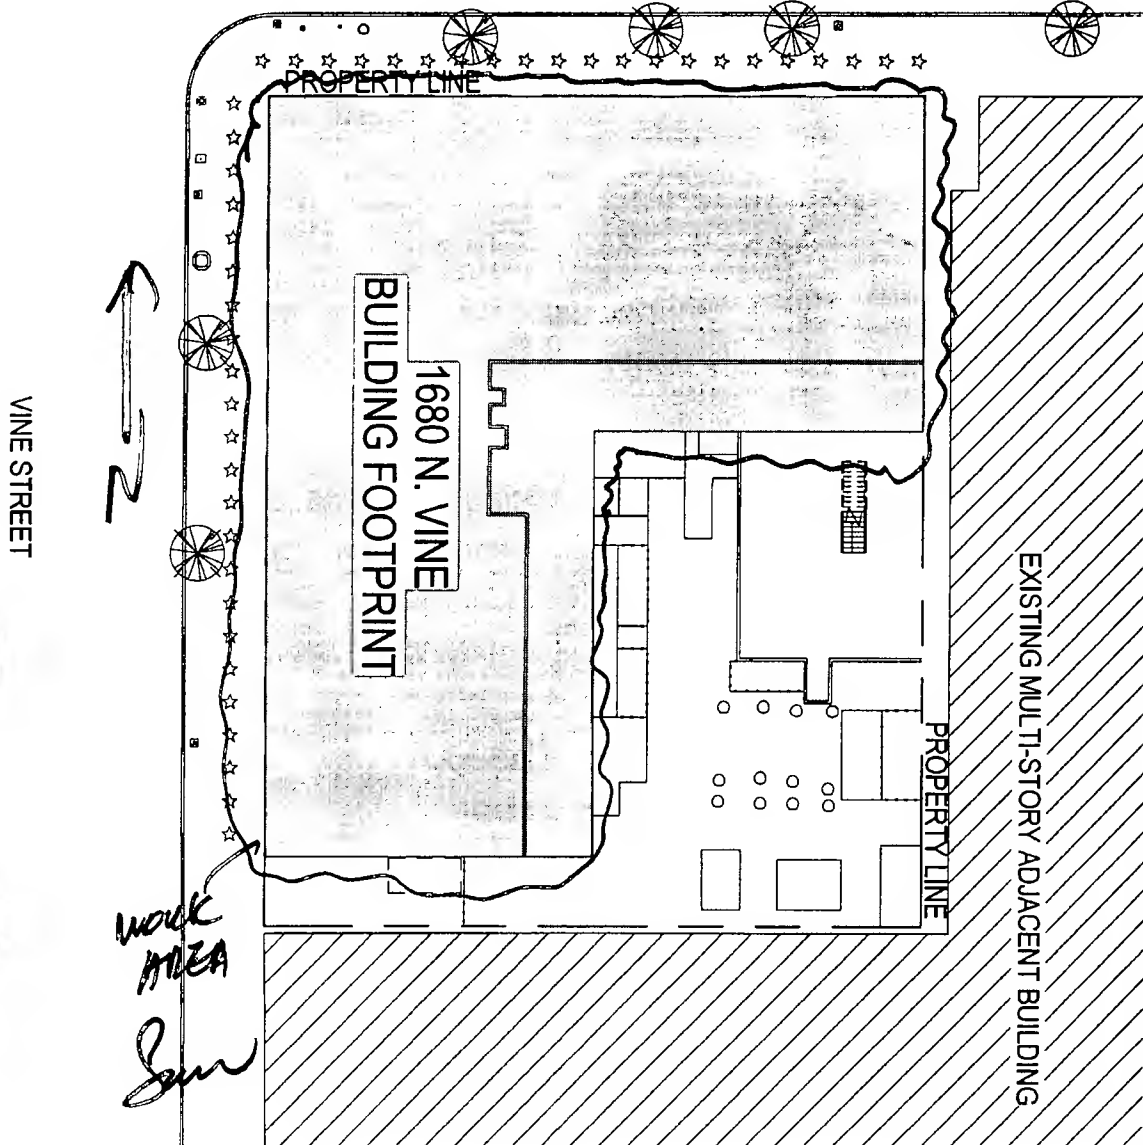 PROPERTY LINE
1680 N. VINE
BUILDING FOOTPRINT
VINE STREET
EXISTING MULTI-STORY ADJACENT BUILDING
PROPERTY LINE
N
WORK
AREA